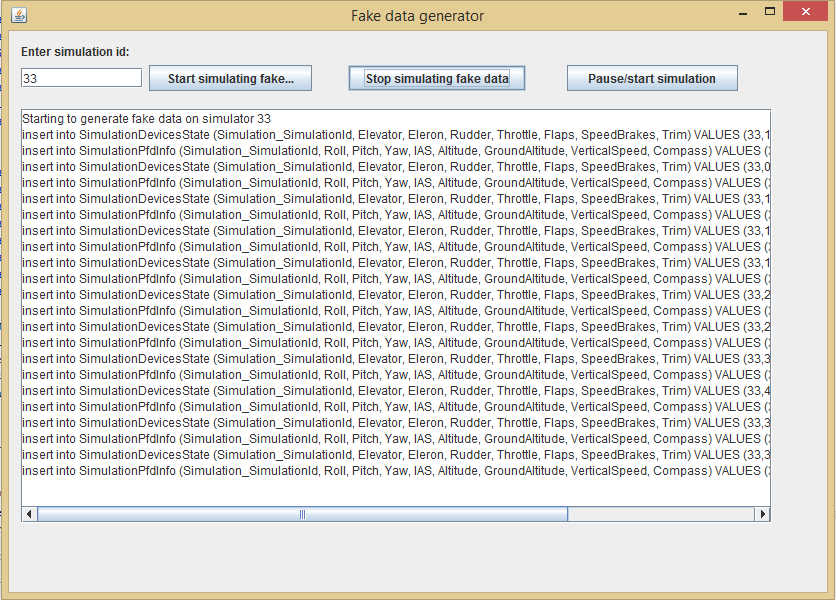 Fake data generator
Enter simulation id:
33
Start simulating fake...
Stop simulating fake data
Pause/start simulation
Starting to generate fake data on simulator 33
insert into SimulationDevicesState (Simulation_SimulationId, Elevator, Eleron, Rudder, Throttle, Flaps, SpeedBrakes, Trim) VALUES (33,1
insert into SimulationPfdInfo (Simulation_SimulationId, Roll, Pitch, Yaw, IAS, Altitude, GroundAltitude, VerticalSpeed, Compass) VALUES (
insert into SimulationDevicesState (Simulation_SimulationId, Elevator, Eleron, Rudder, Throttle, Flaps, SpeedBrakes, Trim) VALUES (33,0
insert into SimulationPfdInfo (Simulation_SimulationId, Roll, Pitch, Yaw, IAS, Altitude, GroundAltitude, VerticalSpeed, Compass) VALUES (
insert into SimulationDevicesState (Simulation_SimulationId, Elevator, Eleron, Rudder, Throttle, Flaps, SpeedBrakes, Trim) VALUES (33,1
insert into SimulationPfdInfo (Simulation_SimulationId, Roll, Pitch, Yaw, IAS, Altitude, GroundAltitude, VerticalSpeed, Compass) VALUES (
insert into SimulationDevicesState (Simulation_SimulationId, Elevator, Eleron, Rudder, Throttle, Flaps, SpeedBrakes, Trim) VALUES (33,1
insert into SimulationPfdInfo (Simulation_SimulationId, Roll, Pitch, Yaw, IAS, Altitude, GroundAltitude, VerticalSpeed, Compass) VALUES (
insert into SimulationDevicesState (Simulation_SimulationId, Elevator, Eleron, Rudder, Throttle, Flaps, SpeedBrakes, Trim) VALUES (33,1
insert into SimulationPfdInfo (Simulation_SimulationId, Roll, Pitch, Yaw, IAS, Altitude, GroundAltitude, VerticalSpeed, Compass) VALUES (
insert into SimulationDevicesState (Simulation_SimulationId, Elevator, Eleron, Rudder, Throttle, Flaps, SpeedBrakes, Trim) VALUES (33,2
insert into SimulationPfdInfo (Simulation_SimulationId, Roll, Pitch, Yaw, IAS, Altitude, GroundAltitude, VerticalSpeed, Compass) VALUES (
insert into SimulationDevicesState (Simulation_SimulationId, Elevator, Eleron, Rudder, Throttle, Flaps, SpeedBrakes, Trim) VALUES (33,2
insert into SimulationPfdInfo (Simulation_SimulationId, Roll, Pitch, Yaw, IAS, Altitude, GroundAltitude, VerticalSpeed, Compass) VALUES (
insert into SimulationDevicesState (Simulation_SimulationId, Elevator, Eleron, Rudder, Throttle, Flaps, SpeedBrakes, Trim) VALUES (33,3
insert into SimulationPfdInfo (Simulation_SimulationId, Roll, Pitch, Yaw, IAS, Altitude, GroundAltitude, VerticalSpeed, Compass) VALUES (
insert into SimulationDevicesState (Simulation_SimulationId, Elevator, Eleron, Rudder, Throttle, Flaps, SpeedBrakes, Trim) VALUES (33,4
insert into SimulationPfdInfo (Simulation_SimulationId, Roll, Pitch, Yaw, IAS, Altitude, GroundAltitude, VerticalSpeed, Compass) VALUES (
insert into SimulationDevicesState (Simulation_SimulationId, Elevator, Eleron, Rudder, Throttle, Flaps, SpeedBrakes, Trim) VALUES (33,3
insert into SimulationPfdInfo (Simulation_SimulationId, Roll, Pitch, Yaw, IAS, Altitude, GroundAltitude, VerticalSpeed, Compass) VALUES (
insert into SimulationDevicesState (Simulation_SimulationId, Elevator, Eleron, Rudder, Throttle, Flaps, SpeedBrakes, Trim) VALUES (33,3
insert into SimulationPfdInfo (Simulation_SimulationId, Roll, Pitch, Yaw, IAS, Altitude, GroundAltitude, VerticalSpeed, Compass) VALUES (